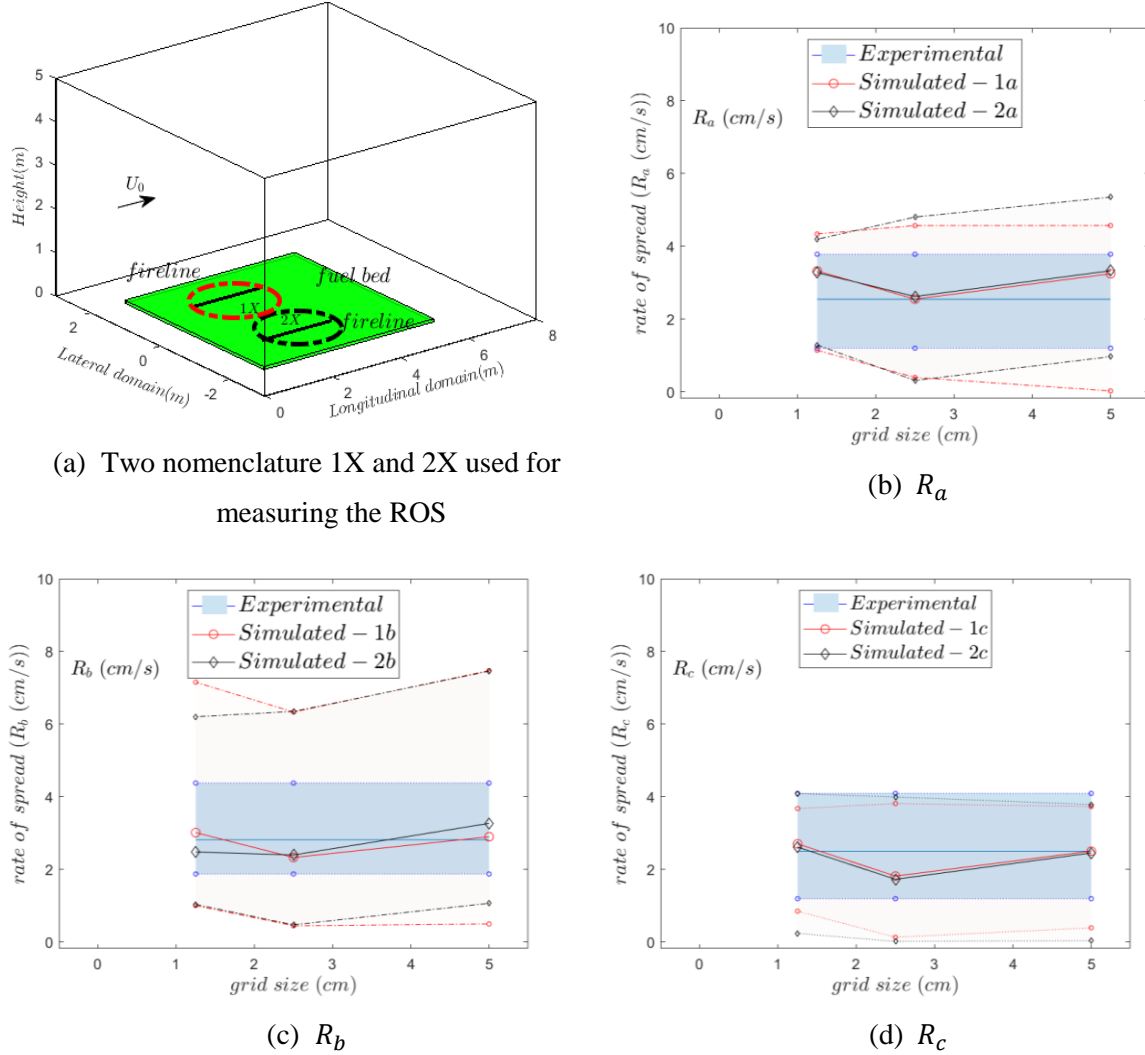 5
4
3
2
1
0
Height(m)
U0
fireline
fuel bed
1X
2X
fireline
2
0
-2
Lateral domain(m)
0
2
4
6
8
Longitudinal domain(m)
(a) Two nomenclature 1X and 2X used for
measuring the ROS
10
8
6
4
2
0
rate of spread (Ra (cm/s))
Experimental
Simulated − 1a
Simulated − 2a
Ra (cm/s)
0 1 2 3 4 5
grid size (cm)
(b) Ra
10
8
6
4
2
0
rate of spread (Rb (cm/s))
Experimental
Simulated − 1b
Simulated − 2b
Rb (cm/s)
0 1 2 3 4 5
grid size (cm)
(c) Rb
10
8
6
4
2
0
rate of spread (Rc (cm/s))
Experimental
Simulated − 1c
Simulated − 2c
Rc (cm/s)
0 1 2 3 4 5
grid size (cm)
(d) Rc